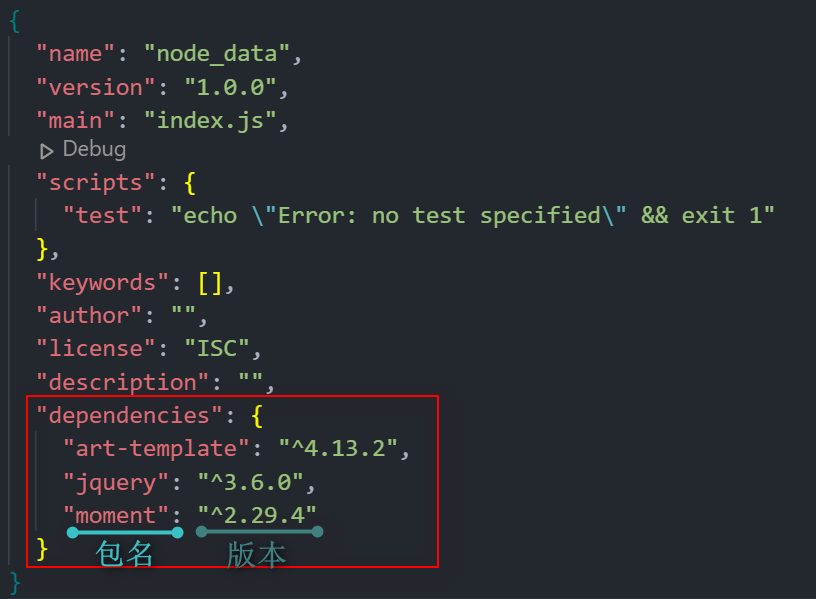 {
"name": "node_data",
"version": "1.0.0",
"main": "index.js",
Debug
"scripts": {
"test": "echo \"Error: no test specified\" && exit 1"
},
"keywords": [],
"author": "",
"license": "ISC",
"description": "",
"dependencies": {
"art-template": "^4.13.2",
"jquery": "^3.6.0",
"moment": "^2.29.4"
} 包名 版本
}